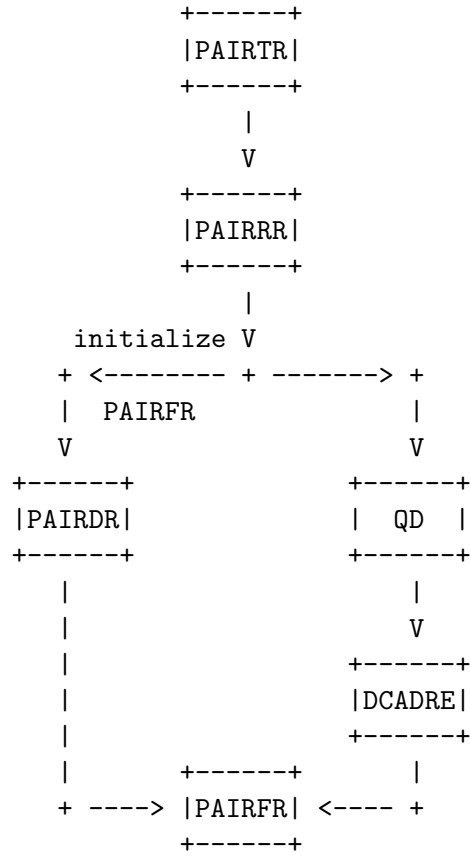 +------+
|PAIRTR|
+------+
|
V
+------+
|PAIRRR|
+------+
|
initialize V
+ <-------- + -------> +
| PAIRFR |
V V
+------+ +------+
|PAIRDR| | QD |
+------+ +------+
| |
| V
| +------+
| |DCADRE|
| +------+
| +------+ |
+ ----> |PAIRFR| <---- +
+------+